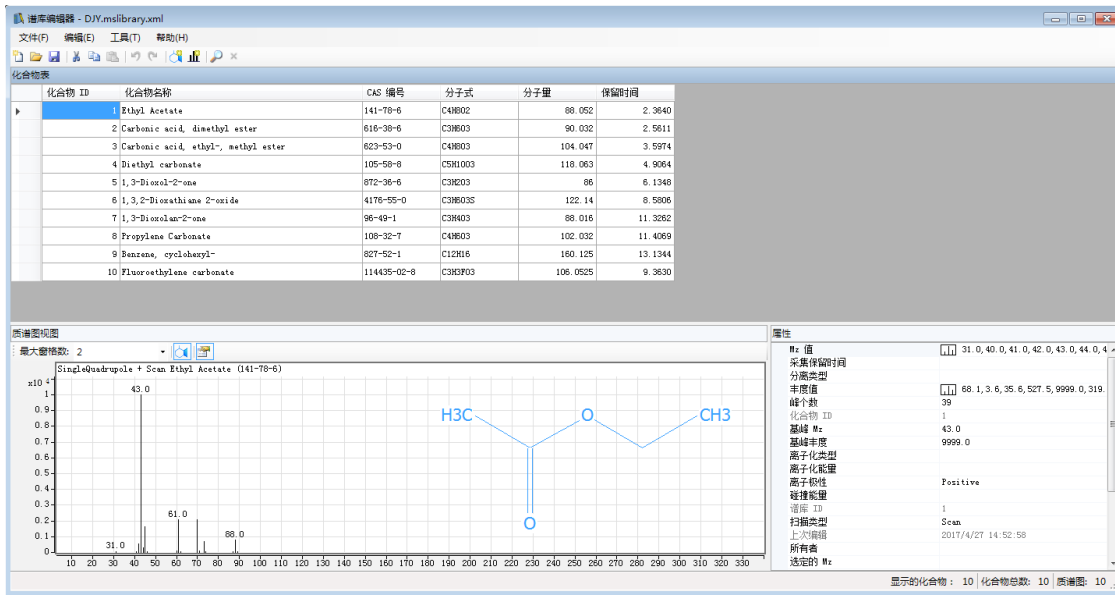 谱库编辑器 - DJY.mslibrary.xml
文件(F) 编辑(E) 工具(T) 帮助(H)
化合物表
化合物 ID 化合物名称 CAS 编号 分子式 分子量 保留时间
1 Ethyl Acetate 141-78-6 C4H8O2 88.052 2.3640
2 Carbonic acid, dimethyl ester 616-38-6 C3H6O3 90.032 2.5611
3 Carbonic acid, ethyl-, methyl ester 623-53-0 C4H8O3 104.047 3.5974
4 Diethyl carbonate 105-58-8 C5H10O3 118.063 4.9064
5 1,3-Dioxol-2-one 872-36-6 C3H2O3 86 6.1348
6 1,3,2-Dioxathiane 2-oxide 4176-55-0 C3H6O3S 122.14 8.5806
7 1,3-Dioxolan-2-one 96-49-1 C3H4O3 88.016 11.3262
8 Propylene Carbonate 108-32-7 C4H6O3 102.032 11.4069
9 Benzene, cyclohexyl- 827-52-1 C12H16 160.125 13.1344
10 Fluoroethylene carbonate 114435-02-8 C3H3FO3 106.0525 9.3630
质谱图视图
最大窗格数: 2
SingleQuadrupole + Scan Ethyl Acetate (141-78-6)
x10 4
1
0.9
0.8
0.7
0.6
0.5
0.4
0.3
0.2
0.1
0
43.0
61.0
88.0
31.0
H3C O CH3
O
10 20 30 40 50 60 70 80 90 100 110 120 130 140 150 160 170 180 190 200 210 220 230 240 250 260 270 280 290 300 310 320 330
属性
Mz 值 31.0, 40.0, 41.0, 42.0, 43.0, 44.0, 4
采集保留时间
分离类型
丰度值 68.1, 3.6, 35.6, 527.5, 9999.0, 319.
峰个数 39
化合物 ID 1
基峰 Mz 43.0
基峰丰度 9999.0
离子化类型
离子化能量
离子极性 Positive
碰撞能量
谱库 ID 1
扫描类型 Scan
上次编辑 2017/4/27 14:52:58
所有者
选定的 Mz
显示的化合物: 10 化合物总数: 10 质谱图: 10